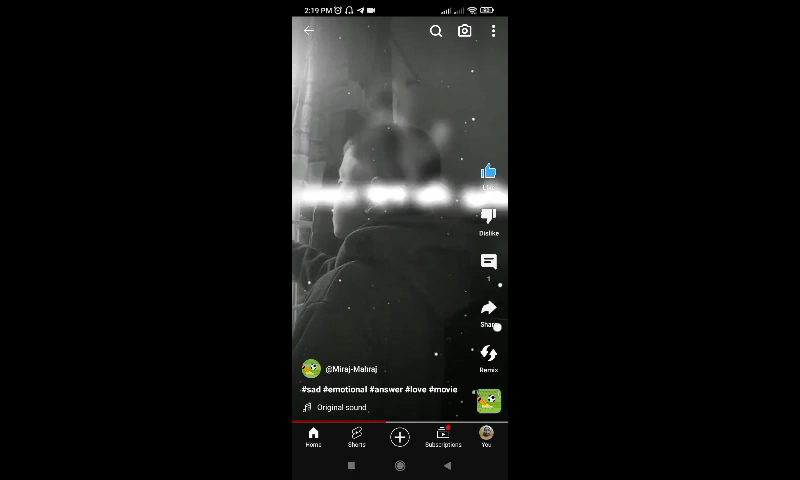 2:19 PM
Like
Dislike
1
Share
Remix
@Miraj-Mahraj
#sad #emotional #answer #love #movie
Original sound
Home
Shorts
Subscriptions
You